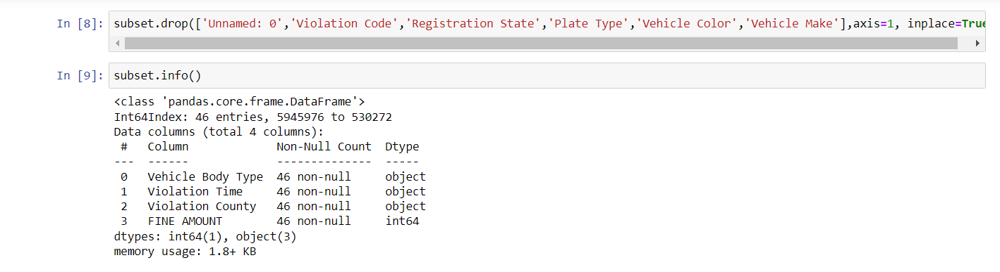 In [8]: subset.drop(['Unnamed: 0','Violation Code','Registration State','Plate Type','Vehicle Color','Vehicle Make'],axis=1, inplace=True
In [9]: subset.info()
<class 'pandas.core.frame.DataFrame'>
Int64Index: 46 entries, 5945976 to 530272
Data columns (total 4 columns):
 #   Column             Non-Null Count  Dtype
---  ------             --------------  -----
 0   Vehicle Body Type  46 non-null     object
 1   Violation Time     46 non-null     object
 2   Violation County   46 non-null     object
 3   FINE AMOUNT        46 non-null     int64
dtypes: int64(1), object(3)
memory usage: 1.8+ KB